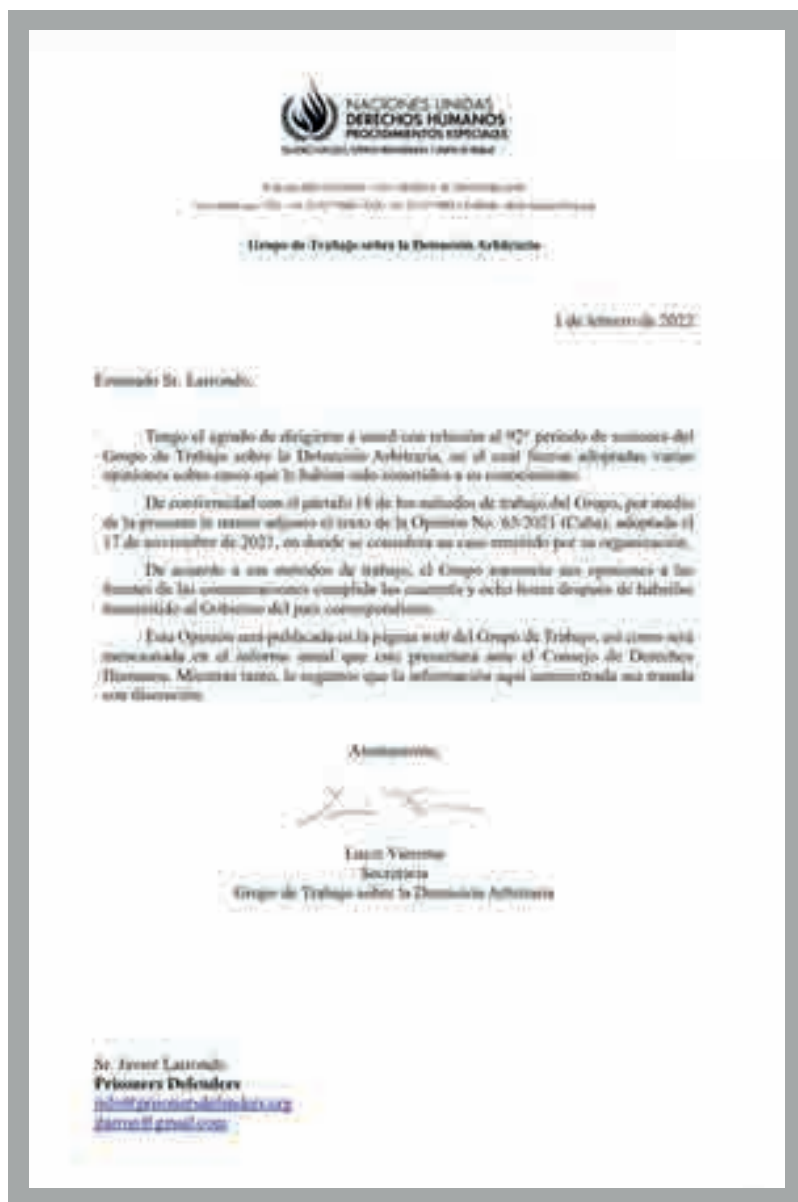 NACIONES UNIDAS
DERECHOS HUMANOS
PROCEDIMIENTOS ESPECIALES
Grupo de Trabajo sobre la Detención Arbitraria
1 de febrero de 2022
Estimado Sr. Larrondo,
Tengo el agrado de dirigirme a usted con relación al 92° período de sesiones del
Grupo de Trabajo sobre la Detención Arbitraria, en el cual fueron adoptadas varias
opiniones sobre casos que le habían sido sometidos a su conocimiento.
De conformidad con el párrafo 18 de los métodos de trabajo del Grupo, por medio
de la presente le remito adjunto el texto de la Opinión No. 63/2021 (Cuba), adoptada el
17 de noviembre de 2021, en donde se considera un caso remitido por su organización.
De acuerdo a sus métodos de trabajo, el Grupo transmite sus opiniones a las
fuentes de las comunicaciones cumplidas las cuarenta y ocho horas después de haberlas
transmitido al Gobierno del país correspondiente.
Esta Opinión será publicada en la página web del Grupo de Trabajo, así como será
mencionada en el informe anual que este presentará ante el Consejo de Derechos
Humanos. Mientras tanto, le sugiero que la información aquí suministrada sea tratada
con discreción.
Atentamente,
Secretaria
Grupo de Trabajo sobre la Detención Arbitraria
Sr. Javier Larrondo
Prisoners Defenders
info@prisonersdefenders.org